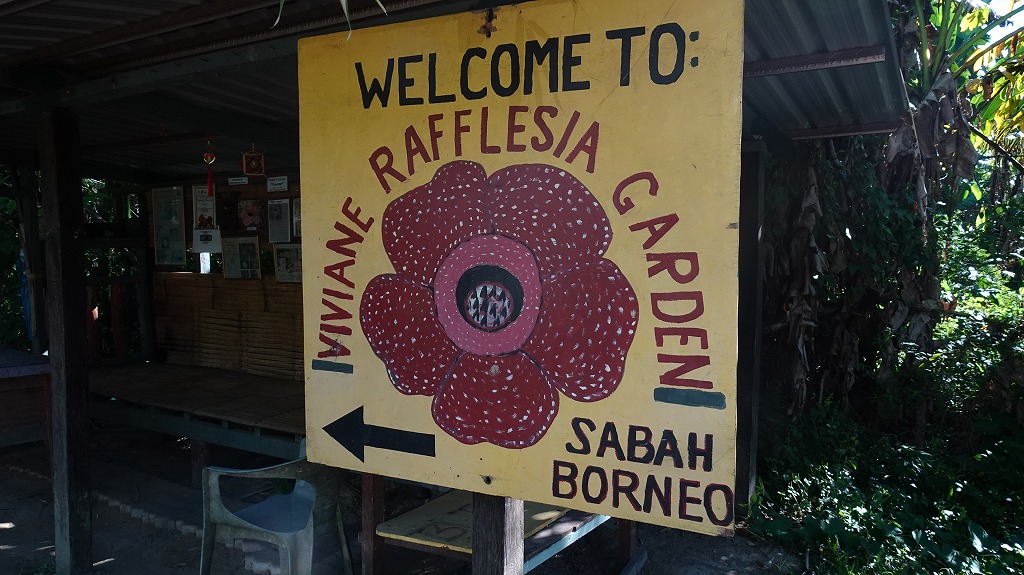 WELCOME TO:
VIVIANE RAFFLESIA GARDEN
SABAH
BORNEO